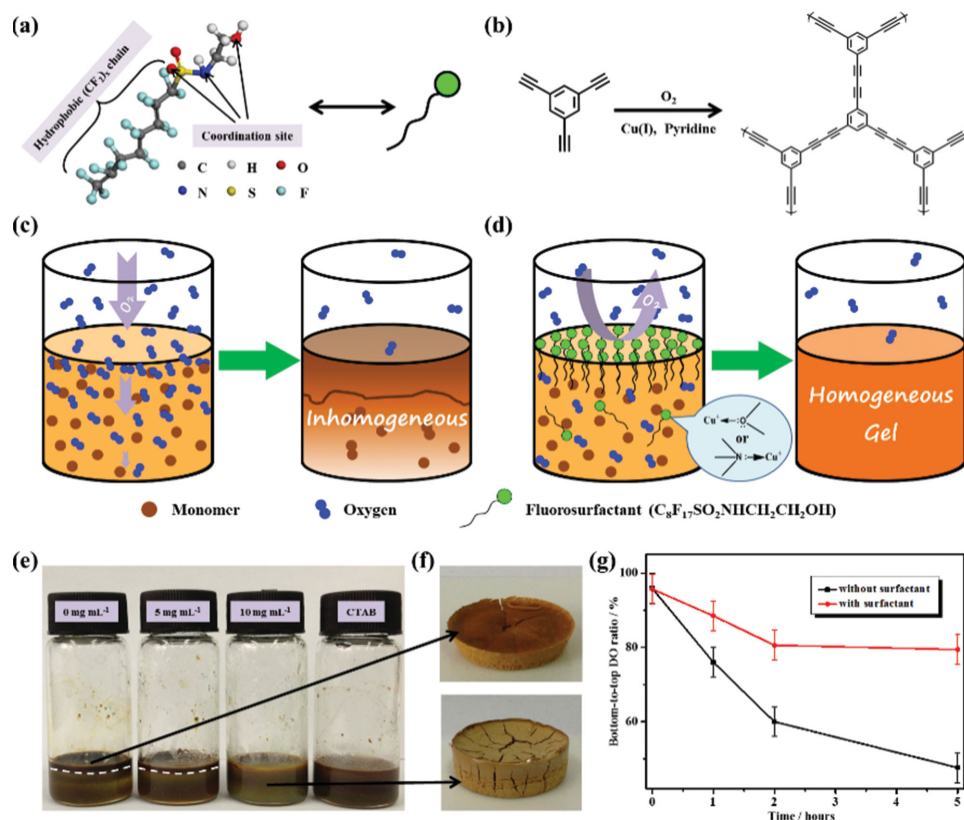 (a)
Hydrophobic (CF₂)ₓ chain
Coordination site
C H O
N S F
(b)
O₂
Cu(I), Pyridine
(c)
O₂
Inhomogeneous
(d)
O₂
Cu⁺ O
or
N: Cu⁺
Homogeneous
Gel
Monomer Oxygen Fluorosurfactant (C₈F₁₇SO₂NHCH₂CH₂OH)
(e)
0 mg mL⁻¹ 5 mg mL⁻¹ 10 mg mL⁻¹ CTAB
(f)
(g)
without surfactant
with surfactant
Bottom-to-top DO ratio / %
100
80
60
0 1 2 3 4 5
Time / hours